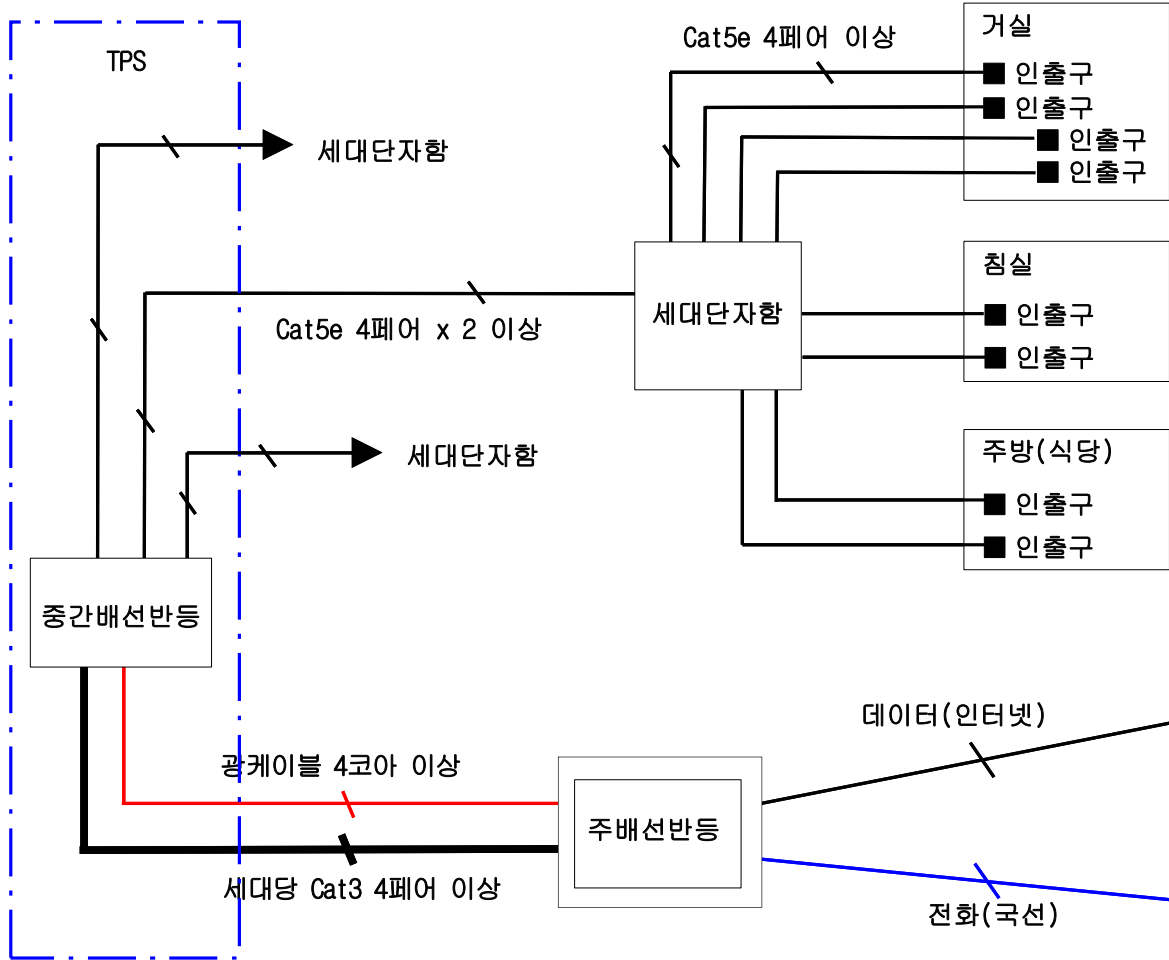 TPS
Cat5e 4페어 이상
거실
인출구
인출구
인출구
인출구
세대단자함
침실
인출구
인출구
세대단자함
Cat5e 4페어 x 2 이상
세대단자함
주방(식당)
인출구
인출구
중간배선반등
데이터(인터넷)
광케이블 4코아 이상
주배선반등
세대당 Cat3 4페어 이상
전화(국선)